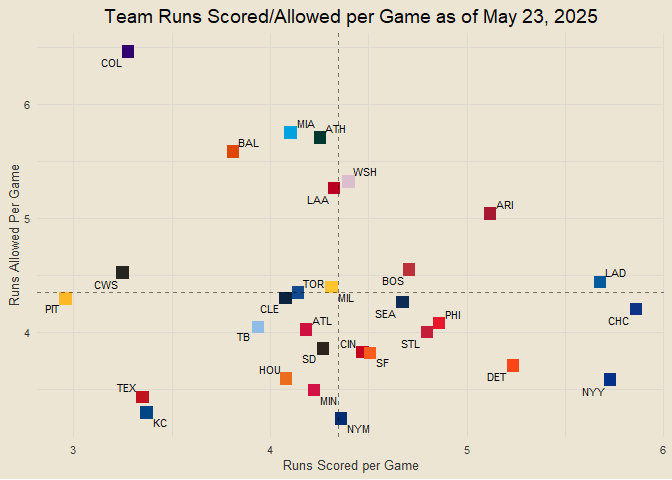 Team Runs Scored/Allowed per Game as of May 23, 2025
COL
MIA
ATH
BAL
WSH
LAA
ARI
LAD
BOS
CWS
TOR
PIT
CLE
MIL
SEA
CHC
PHI
ATL
TB
STL
CIN
SD
SF
HOU
DET
NYY
TEX
MIN
KC
NYM
6
5
4
3
4
5
6
Runs Allowed Per Game
Runs Scored per Game